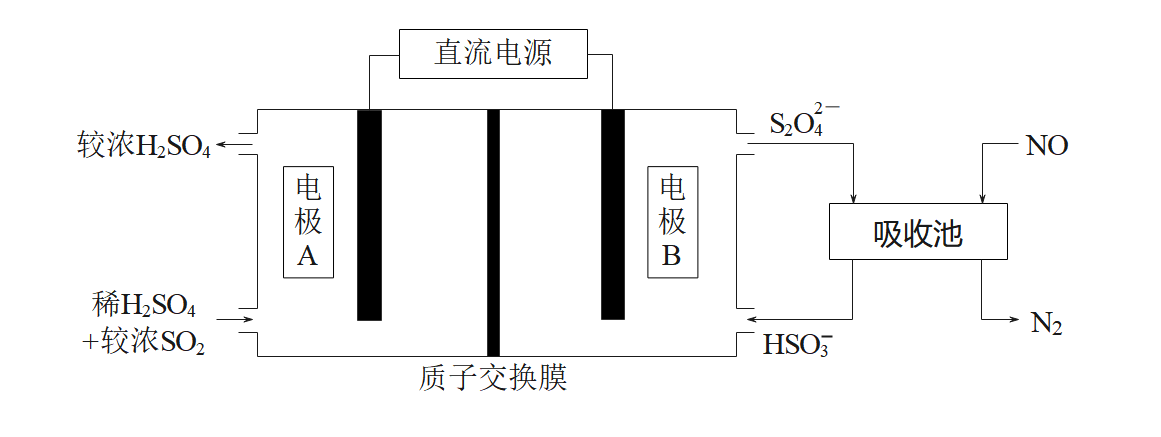 直流电源
较浓H₂SO₄
S₂O₄²⁻
NO
电
极
A
电
极
B
吸收池
稀H₂SO₄
+较浓SO₂
HSO₃⁻
N₂
质子交换膜